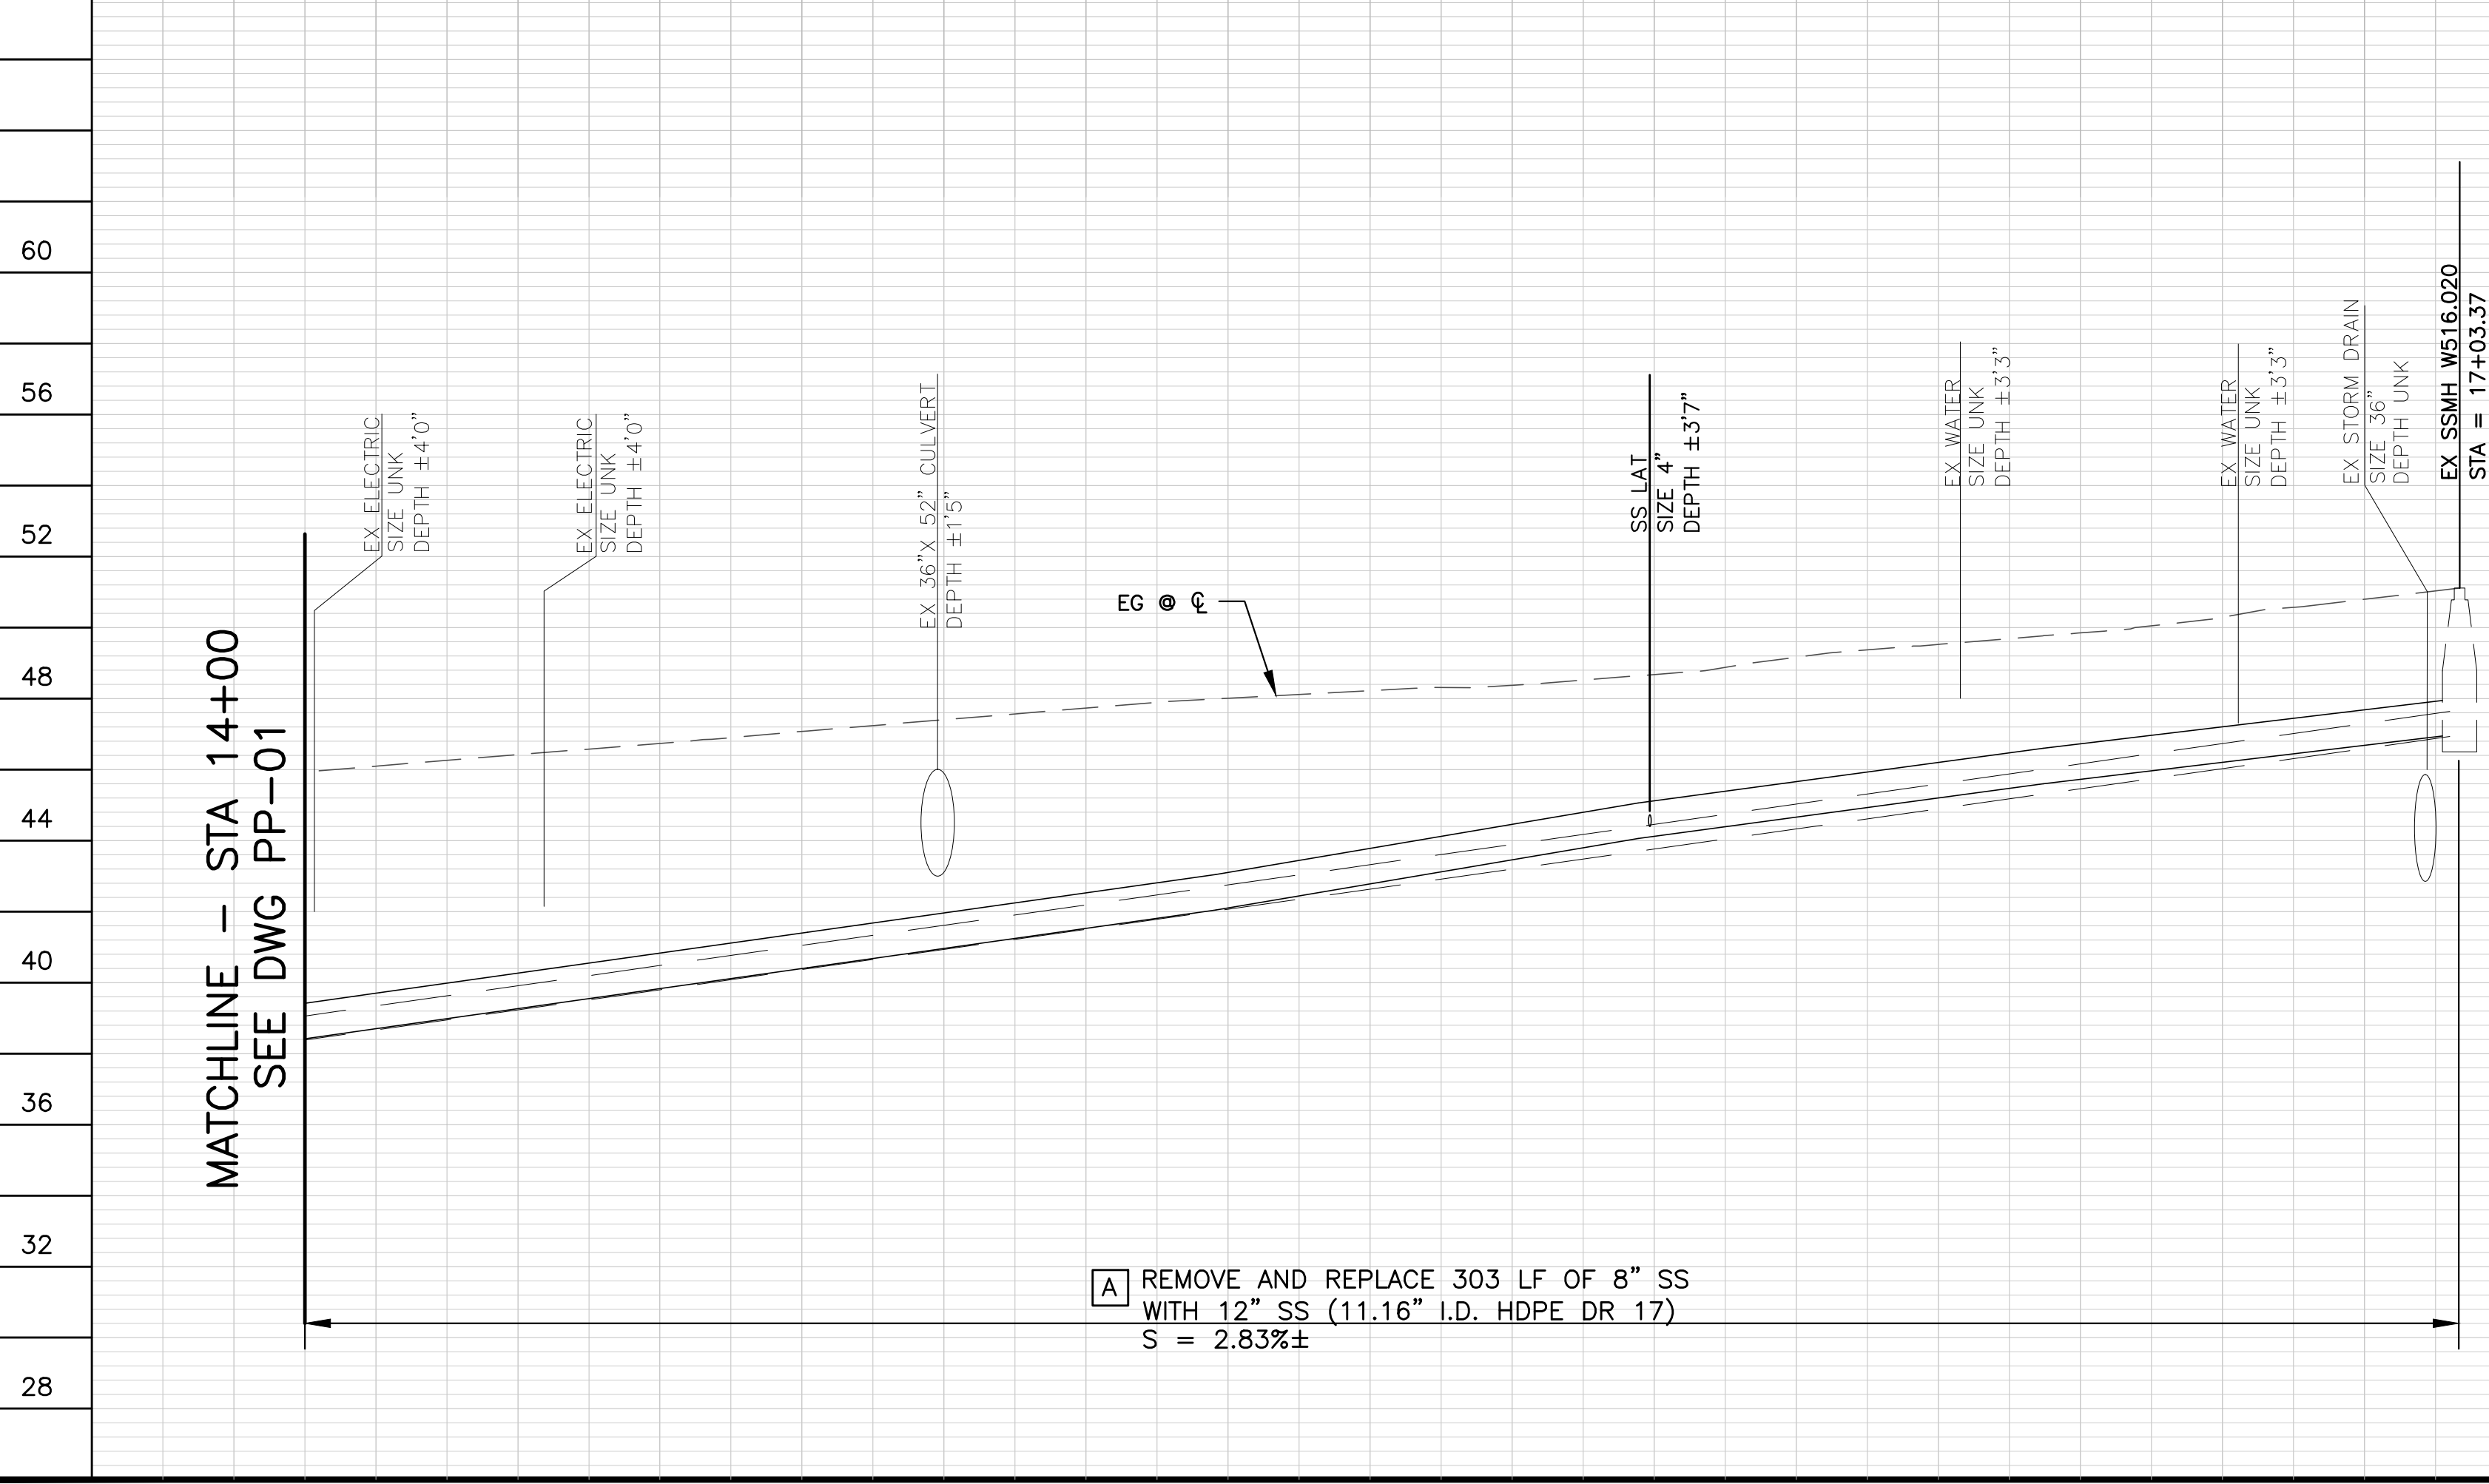 60
56
52
48
44
40
36
32
28
MATCHLINE - STA 14+00
SEE DWG PP-01
EX ELECTRIC
SIZE UNK
DEPTH ±4'0"
EX ELECTRIC
SIZE UNK
DEPTH ±4'0"
EX 36"X 52" CULVERT
DEPTH ±1'5"
EG @ ℄
SS LAT
SIZE 4"
DEPTH ±3'7"
EX WATER
SIZE UNK
DEPTH ±3'3"
EX WATER
SIZE UNK
DEPTH ±3'3"
EX STORM DRAIN
SIZE 36"
DEPTH UNK
EX SSMH W516.020
STA = 17+03.37
A
REMOVE AND REPLACE 303 LF OF 8" SS
WITH 12" SS (11.16" I.D. HDPE DR 17)
S = 2.83%±